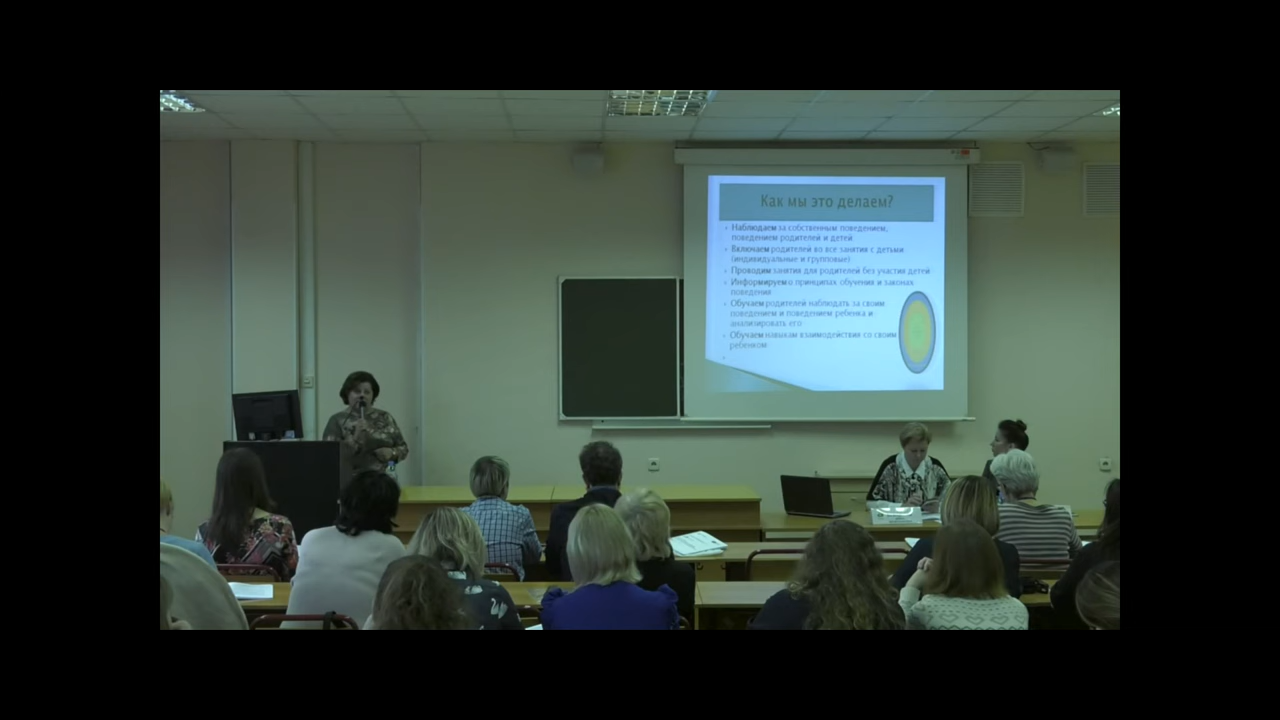 Как мы это делаем?
Наблюдаем за собственным поведением,
поведением родителей и детей
Включаем родителей во все занятия с детьми
(индивидуальные и групповые)
Проводим занятия для родителей без участия детей
Информируем о принципах обучения и законах
поведения
Обучаем родителей наблюдать за своим
поведением и поведением ребенка и
анализировать его
Обучаем навыкам взаимодействия со своим
ребенком